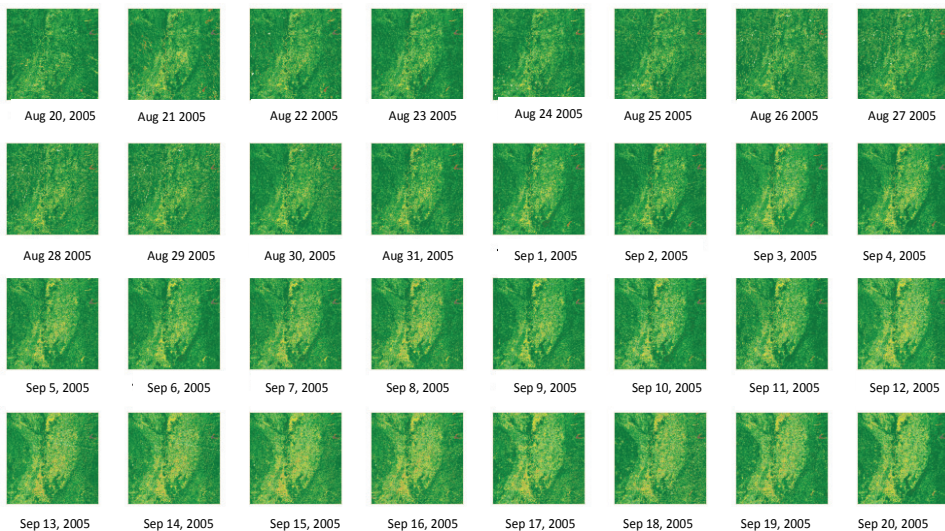 Aug 20, 2005
Aug 21 2005
Aug 22 2005
Aug 23 2005
Aug 24 2005
Aug 25 2005
Aug 26 2005
Aug 27 2005
Aug 28 2005
Aug 29 2005
Aug 30, 2005
Aug 31, 2005
Sep 1, 2005
Sep 2, 2005
Sep 3, 2005
Sep 4, 2005
Sep 5, 2005
Sep 6, 2005
Sep 7, 2005
Sep 8, 2005
Sep 9, 2005
Sep 10, 2005
Sep 11, 2005
Sep 12, 2005
Sep 13, 2005
Sep 14, 2005
Sep 15, 2005
Sep 16, 2005
Sep 17, 2005
Sep 18, 2005
Sep 19, 2005
Sep 20, 2005